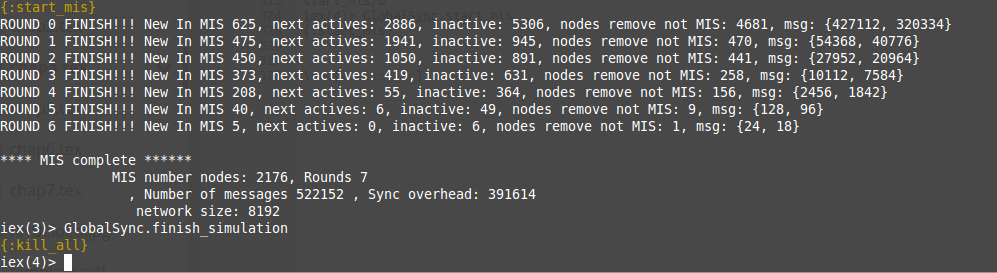 {:start_mis}
ROUND 0 FINISH!!! New In MIS 625, next actives: 2886, inactive: 5306, nodes remove not MIS: 4681, msg: {427112, 320334}
ROUND 1 FINISH!!! New In MIS 475, next actives: 1941, inactive: 945, nodes remove not MIS: 470, msg: {54368, 40776}
ROUND 2 FINISH!!! New In MIS 450, next actives: 1050, inactive: 891, nodes remove not MIS: 441, msg: {27952, 20964}
ROUND 3 FINISH!!! New In MIS 373, next actives: 419, inactive: 631, nodes remove not MIS: 258, msg: {10112, 7584}
ROUND 4 FINISH!!! New In MIS 208, next actives: 55, inactive: 364, nodes remove not MIS: 156, msg: {2456, 1842}
ROUND 5 FINISH!!! New In MIS 40, next actives: 6, inactive: 49, nodes remove not MIS: 9, msg: {128, 96}
ROUND 6 FINISH!!! New In MIS 5, next actives: 0, inactive: 6, nodes remove not MIS: 1, msg: {24, 18}
chap6.tex
**** MIS complete ******
MIS number nodes: 2176, Rounds 7
chap7.tex
, Number of messages 522152 , Sync overhead: 391614
network size: 8192
iex(3)> GlobalSync.finish_simulation
{:kill_all}
iex(4)>